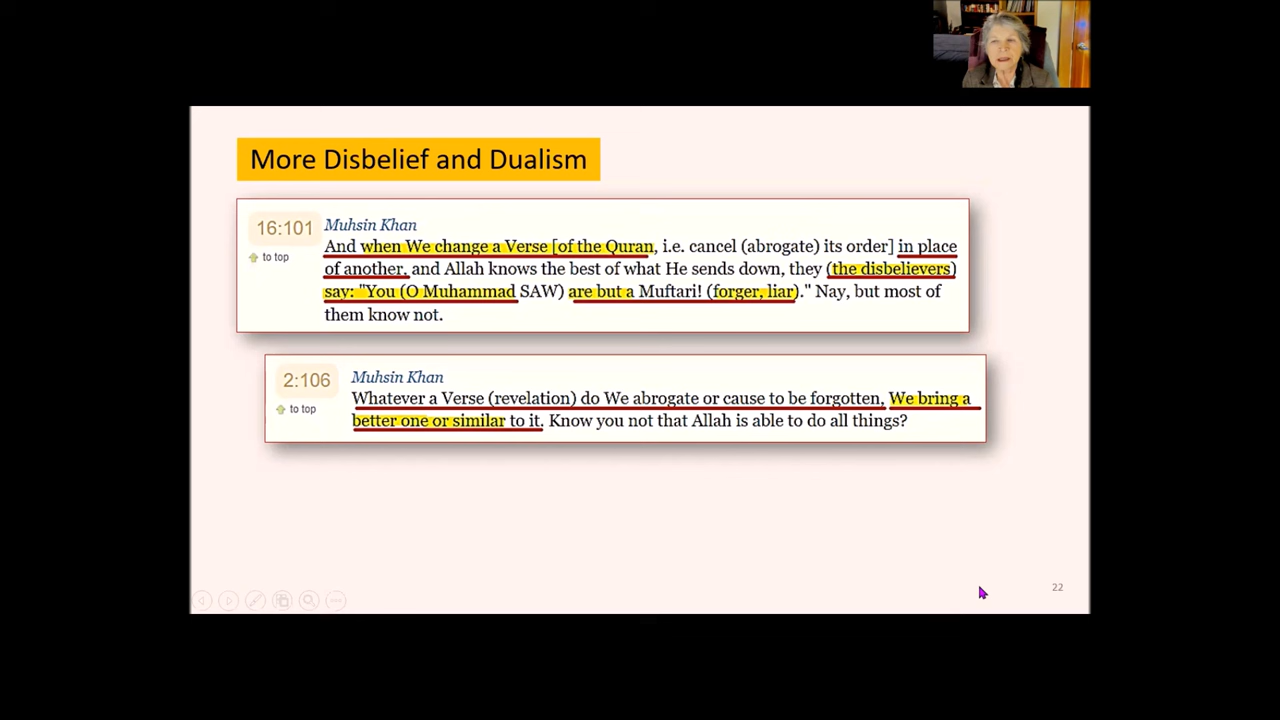 More Disbelief and Dualism
16:101
to top
Muhsin Khan
And when We change a Verse [of the Quran, i.e. cancel (abrogate) its order] in place
of another, and Allah knows the best of what He sends down, they (the disbelievers)
say: "You (O Muhammad SAW) are but a Muftari! (forger, liar)." Nay, but most of
them know not.
2:106
to top
Muhsin Khan
Whatever a Verse (revelation) do We abrogate or cause to be forgotten, We bring a
better one or similar to it. Know you not that Allah is able to do all things?
22